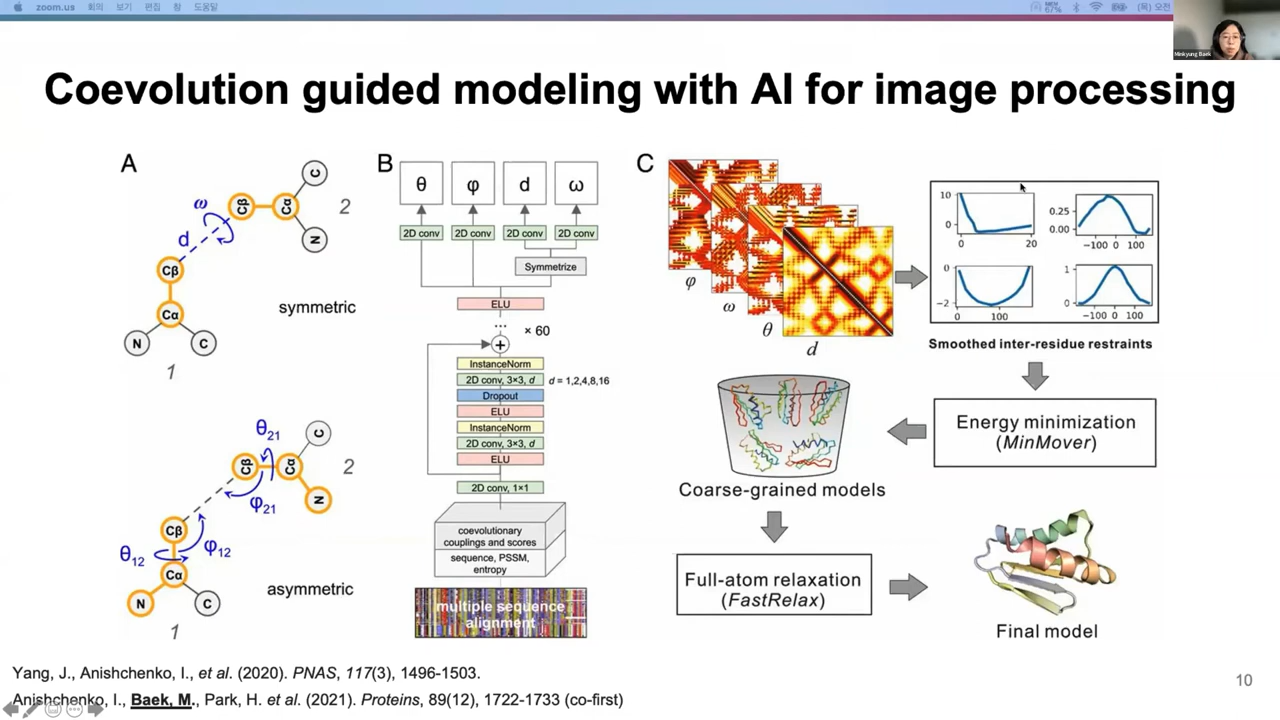 zoom.us 회의 보기 편집 창 도움말
67%
(목) 오전
Minkyung Baek
Coevolution guided modeling with AI for image processing
A
ω
d
Cβ
Cα
C
N
2
Cβ
Cα
N
C
1
symmetric
θ21
C
Cβ
Cα
N
2
φ21
Cβ
θ12
φ12
Cα
N
C
1
asymmetric
B
θ φ d ω
2D conv 2D conv 2D conv 2D conv
Symmetrize
ELU
... × 60
+
InstanceNorm
2D conv, 3×3, d d = 1,2,4,8,16
Dropout
ELU
InstanceNorm
2D conv, 3×3, d
ELU
2D conv, 1×1
coevolutionary
couplings and scores
sequence, PSSM,
entropy
multiple sequence
alignment
C
φ
ω
θ
d
10
0
0 20
0.25
0.00
−100 0 100
0
−2
0 100
1
0
−100 0 100
Smoothed inter-residue restraints
Energy minimization
(MinMover)
Coarse-grained models
Full-atom relaxation
(FastRelax)
Final model
Yang, J., Anishchenko, I., et al. (2020). PNAS, 117(3), 1496-1503.
Anishchenko, I., Baek, M., Park, H. et al. (2021). Proteins, 89(12), 1722-1733 (co-first)
10